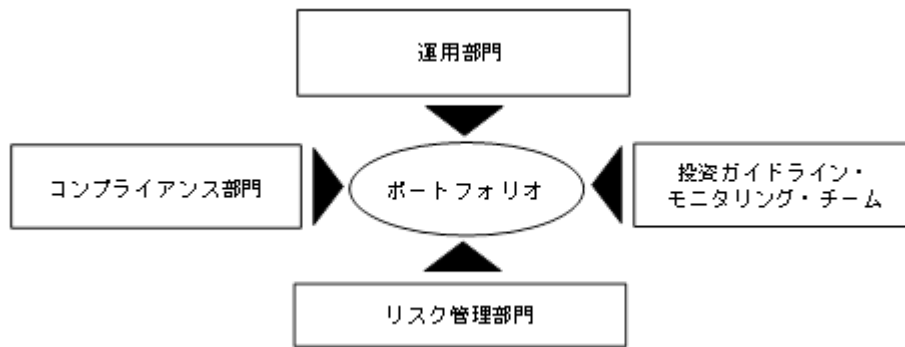 運用部門
コンプライアンス部門
ポートフォリオ
投資ガイドライン・
モニタリング・チーム
リスク管理部門